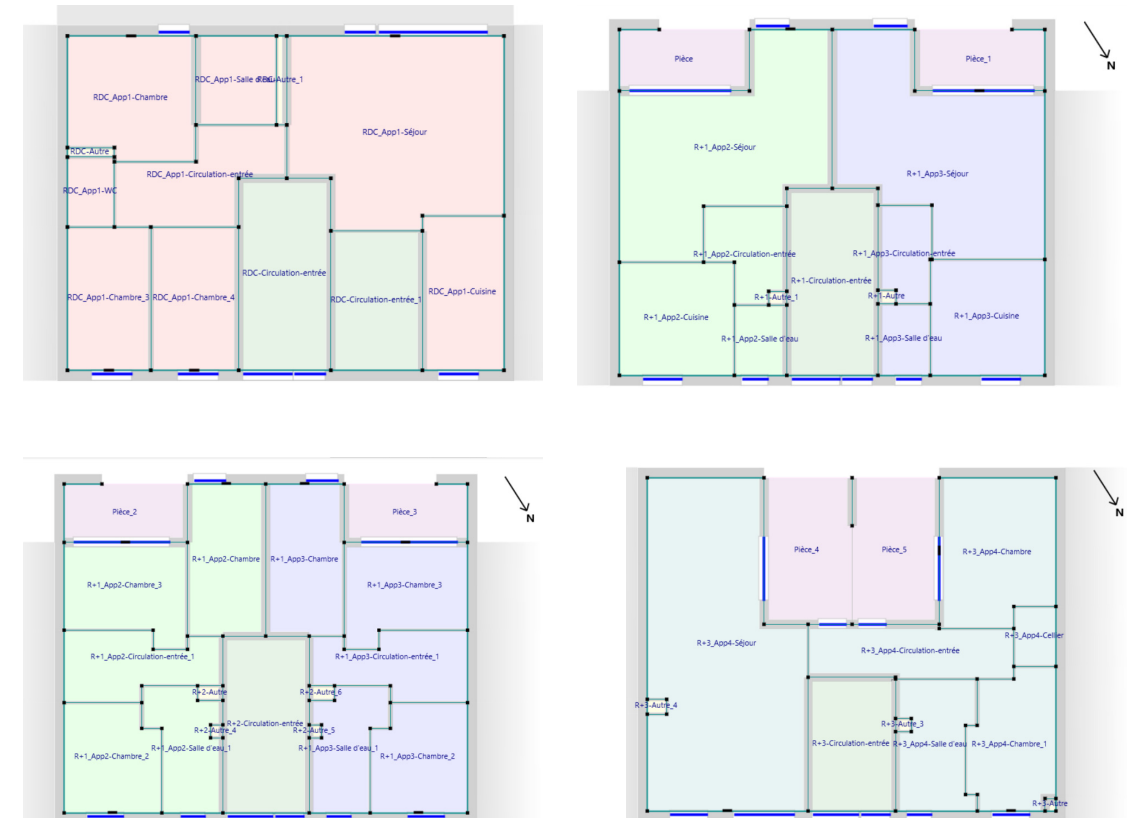 RDC_App1-Chambre
RDC_App1-Salle d'eau
RDC-Autre_1
RDC_App1-Séjour
RDC-Autre
RDC_App1-Circulation-entrée
RDC_App1-WC
RDC-Circulation-entrée
RDC_App1-Chambre_3
RDC_App1-Chambre_4
RDC-Circulation-entrée_1
RDC_App1-Cuisine
Pièce
Pièce_1
N
R+1_App2-Séjour
R+1_App3-Séjour
R+1_App2-Circulation-entrée
R+1_App3-Circulation-entrée
R+1-Circulation-entrée
R+1-Autre_1
R+1-Autre
R+1_App2-Cuisine
R+1_App3-Cuisine
R+1_App2-Salle d'eau
R+1_App3-Salle d'eau
Pièce_2
Pièce_3
N
R+1_App2-Chambre
R+1_App3-Chambre
R+1_App2-Chambre_3
R+1_App3-Chambre_3
R+1_App2-Circulation-entrée_1
R+1_App3-Circulation-entrée_1
R+2-Autre
R+2-Autre_6
R+2-Circulation-entrée
R+2-Autre_4
R+2-Autre_5
R+1_App2-Salle d'eau_1
R+1_App3-Salle d'eau_1
R+1_App2-Chambre_2
R+1_App3-Chambre_2
N
Pièce_4
Pièce_5
R+3_App4-Chambre
R+3_App4-Séjour
R+3_App4-Cellier
R+3_App4-Circulation-entrée
R+3-Autre_4
R+3-Autre_3
R+3-Circulation-entrée
R+3_App4-Salle d'eau
R+3_App4-Chambre_1
R+3-Autre